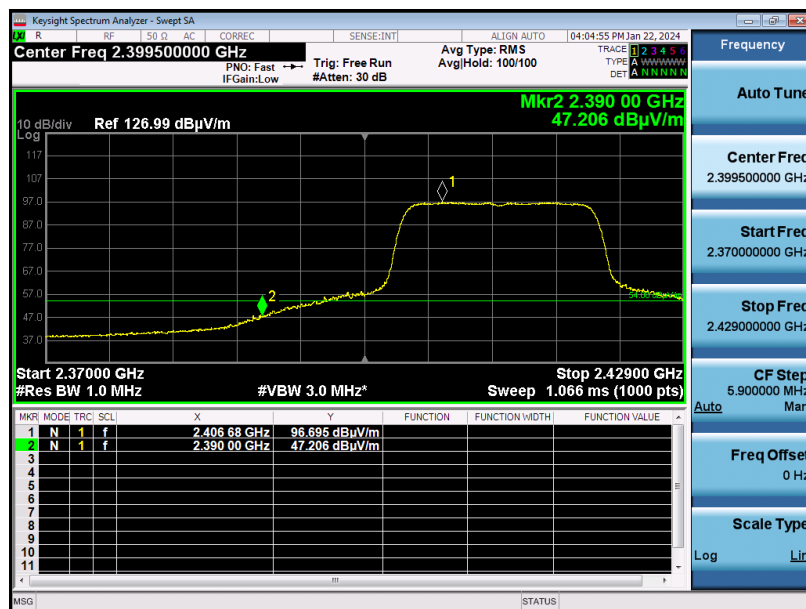 Keysight Spectrum Analyzer - Swept SA
LXI R RF 50 Ω AC CORREC SENSE:INT ALIGN AUTO 04:04:55 PM Jan 22, 2024
Center Freq 2.399500000 GHz
PNO: Fast
IFGain:Low
Trig: Free Run
#Atten: 30 dB
Avg Type: RMS
Avg|Hold: 100/100
TRACE 1 2 3 4 5 6
TYPE A WWWWW
DET A N N N N N
Mkr2 2.390 00 GHz
47.206 dBµV/m
10 dB/div Ref 126.99 dBµV/m
Log
117
107
97.0
87.0
77.0
67.0
57.0
47.0
37.0
1
2
Start 2.37000 GHz Stop 2.42900 GHz
#Res BW 1.0 MHz #VBW 3.0 MHz* Sweep 1.066 ms (1000 pts)
MKR MODE TRC SCL X Y FUNCTION FUNCTION WIDTH FUNCTION VALUE
1 N 1 f 2.406 68 GHz 96.695 dBµV/m
2 N 1 f 2.390 00 GHz 47.206 dBµV/m
3
4
5
6
7
8
9
10
11
MSG STATUS
Frequency
Auto Tune
Center Freq
2.399500000 GHz
Start Freq
2.370000000 GHz
Stop Freq
2.429000000 GHz
CF Step
5.900000 MHz
Auto Man
Freq Offset
0 Hz
Scale Type
Log Lin